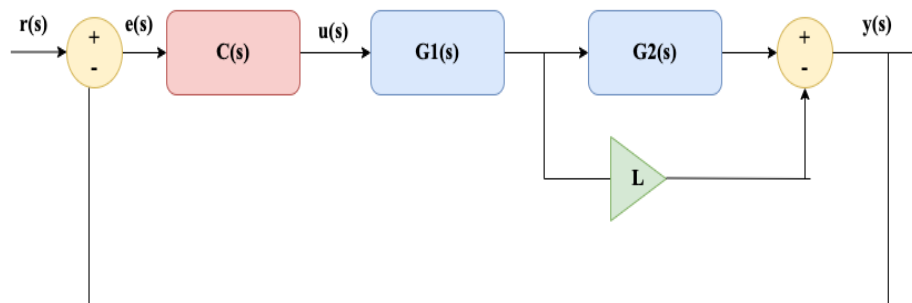 r(s)
+
-
e(s)
C(s)
u(s)
G1(s)
G2(s)
+
-
y(s)
L